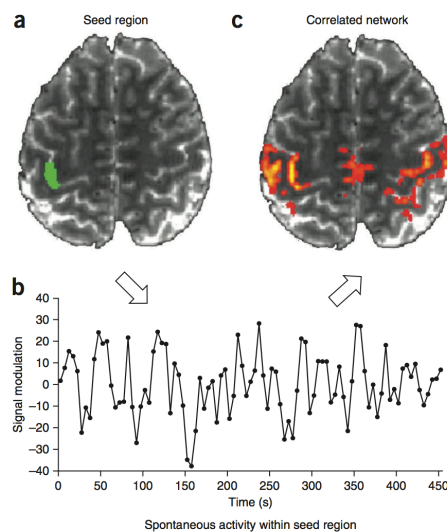 a
Seed region
c
Correlated network
b
Signal modulation
40
30
20
10
0
–10
–20
–30
–40
0
50
100
150
200
250
300
350
400
450
Time (s)
Spontaneous activity within seed region